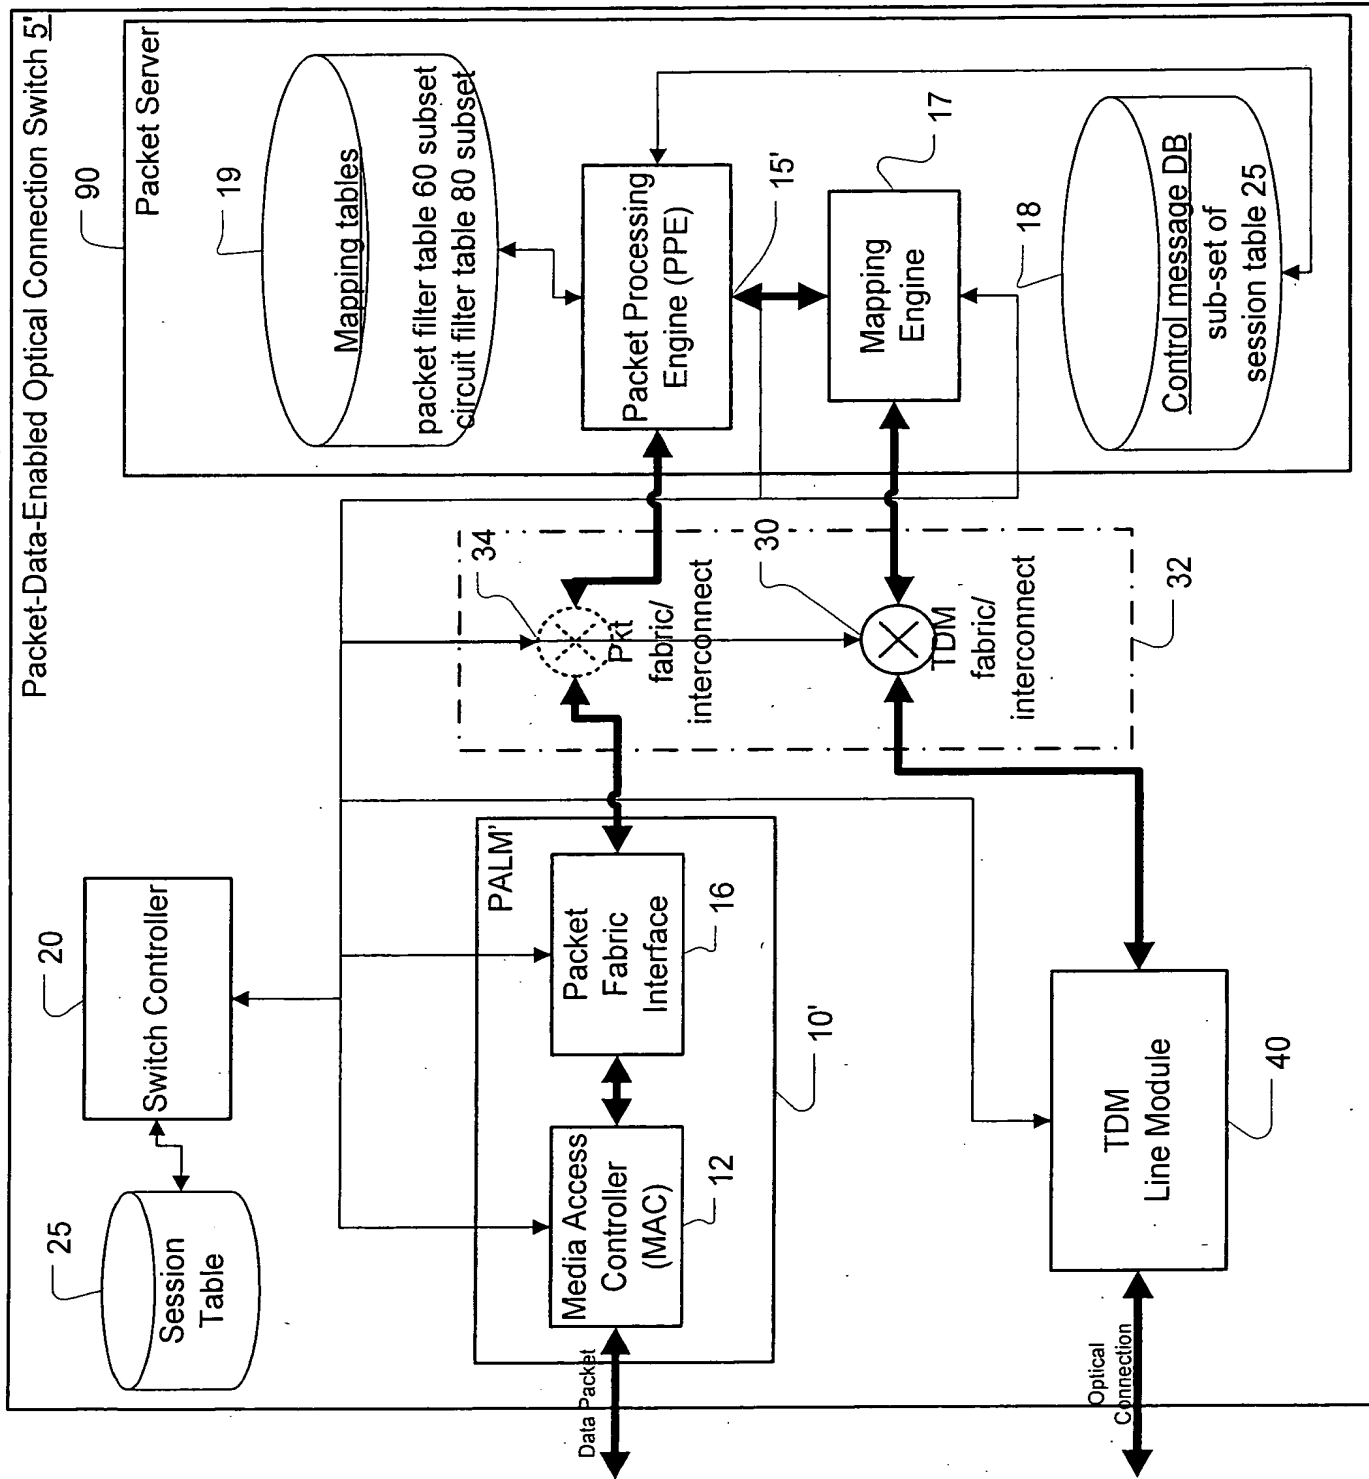 Packet-Data-Enabled Optical Connection Switch 5'
90
Packet Server
19
Mapping tables
packet filter table 60 subset
circuit filter table 80 subset
Packet Processing
Engine (PPE)
15'
17
Mapping
Engine
18
Control message DB
sub-set of
session table 25
20
Switch Controller
25
Session
Table
34
Pkt
fabric/
interconnect
30
TDM
fabric/
interconnect
32
PALM'
Packet
Fabric
Interface
16
Media Access
Controller
(MAC)
12
10'
Data Packet
TDM
Line Module
40
Optical
Connection